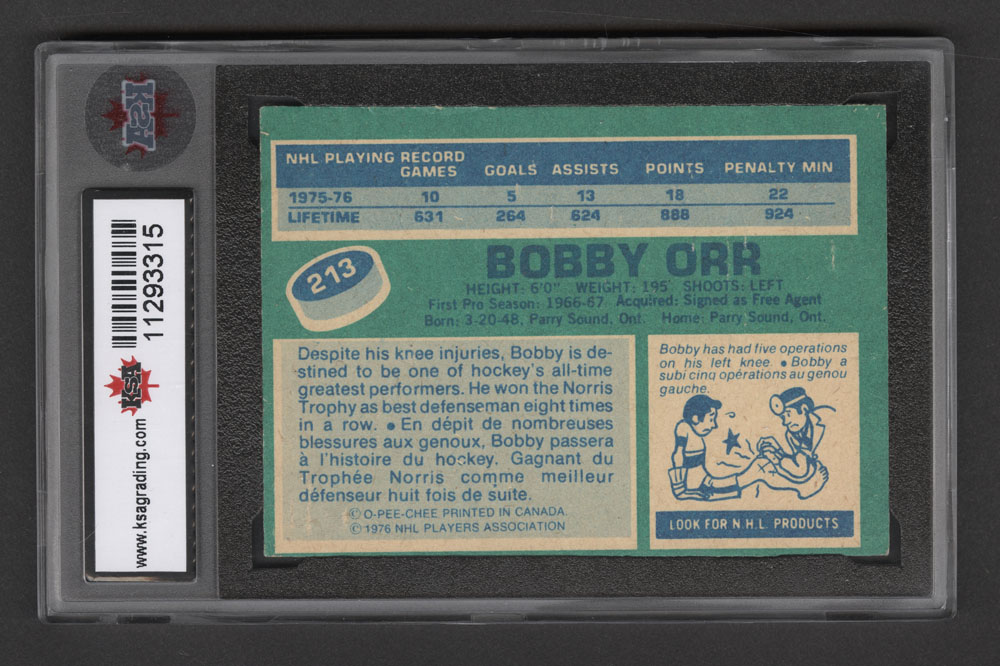 KSA
11293315
KSA
www.ksagrading.com
NHL PLAYING RECORD
GAMES GOALS ASSISTS POINTS PENALTY MIN
1975-76 10 5 13 18 22
LIFETIME 631 264 624 888 924
213
BOBBY ORR
HEIGHT: 6'0" WEIGHT: 195 SHOOTS: LEFT
First Pro Season: 1966-67 Acquired: Signed as Free Agent
Born: 3-20-48, Parry Sound, Ont. Home: Parry Sound, Ont.
Despite his knee injuries, Bobby is de-
stined to be one of hockey's all-time
greatest performers. He won the Norris
Trophy as best defenseman eight times
in a row. • En dépit de nombreuses
blessures aux genoux, Bobby passera
à l'histoire du hockey. Gagnant du
Trophée Norris comme meilleur
défenseur huit fois de suite.
© O-PEE-CHEE PRINTED IN CANADA.
© 1976 NHL PLAYERS ASSOCIATION
Bobby has had five operations
on his left knee. • Bobby a
subi cinq opérations au genou
gauche.
LOOK FOR N.H.L. PRODUCTS